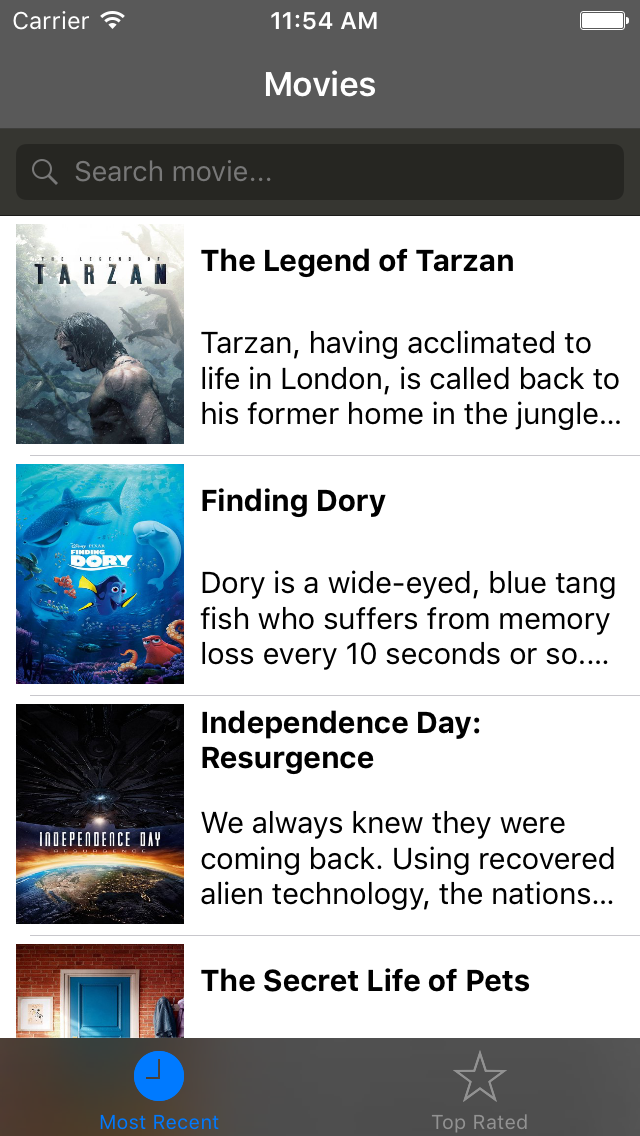 Carrier
11:54 AM
Movies
Search movie...
THE LEGEND OF
TARZAN
The Legend of Tarzan
Tarzan, having acclimated to
life in London, is called back to
his former home in the jungle...
Disney PIXAR
FINDING
DORY
Finding Dory
Dory is a wide-eyed, blue tang
fish who suffers from memory
loss every 10 seconds or so....
INDEPENDENCE DAY
RESURGENCE
Independence Day:
Resurgence
We always knew they were
coming back. Using recovered
alien technology, the nations...
The Secret Life of Pets
Most Recent
Top Rated